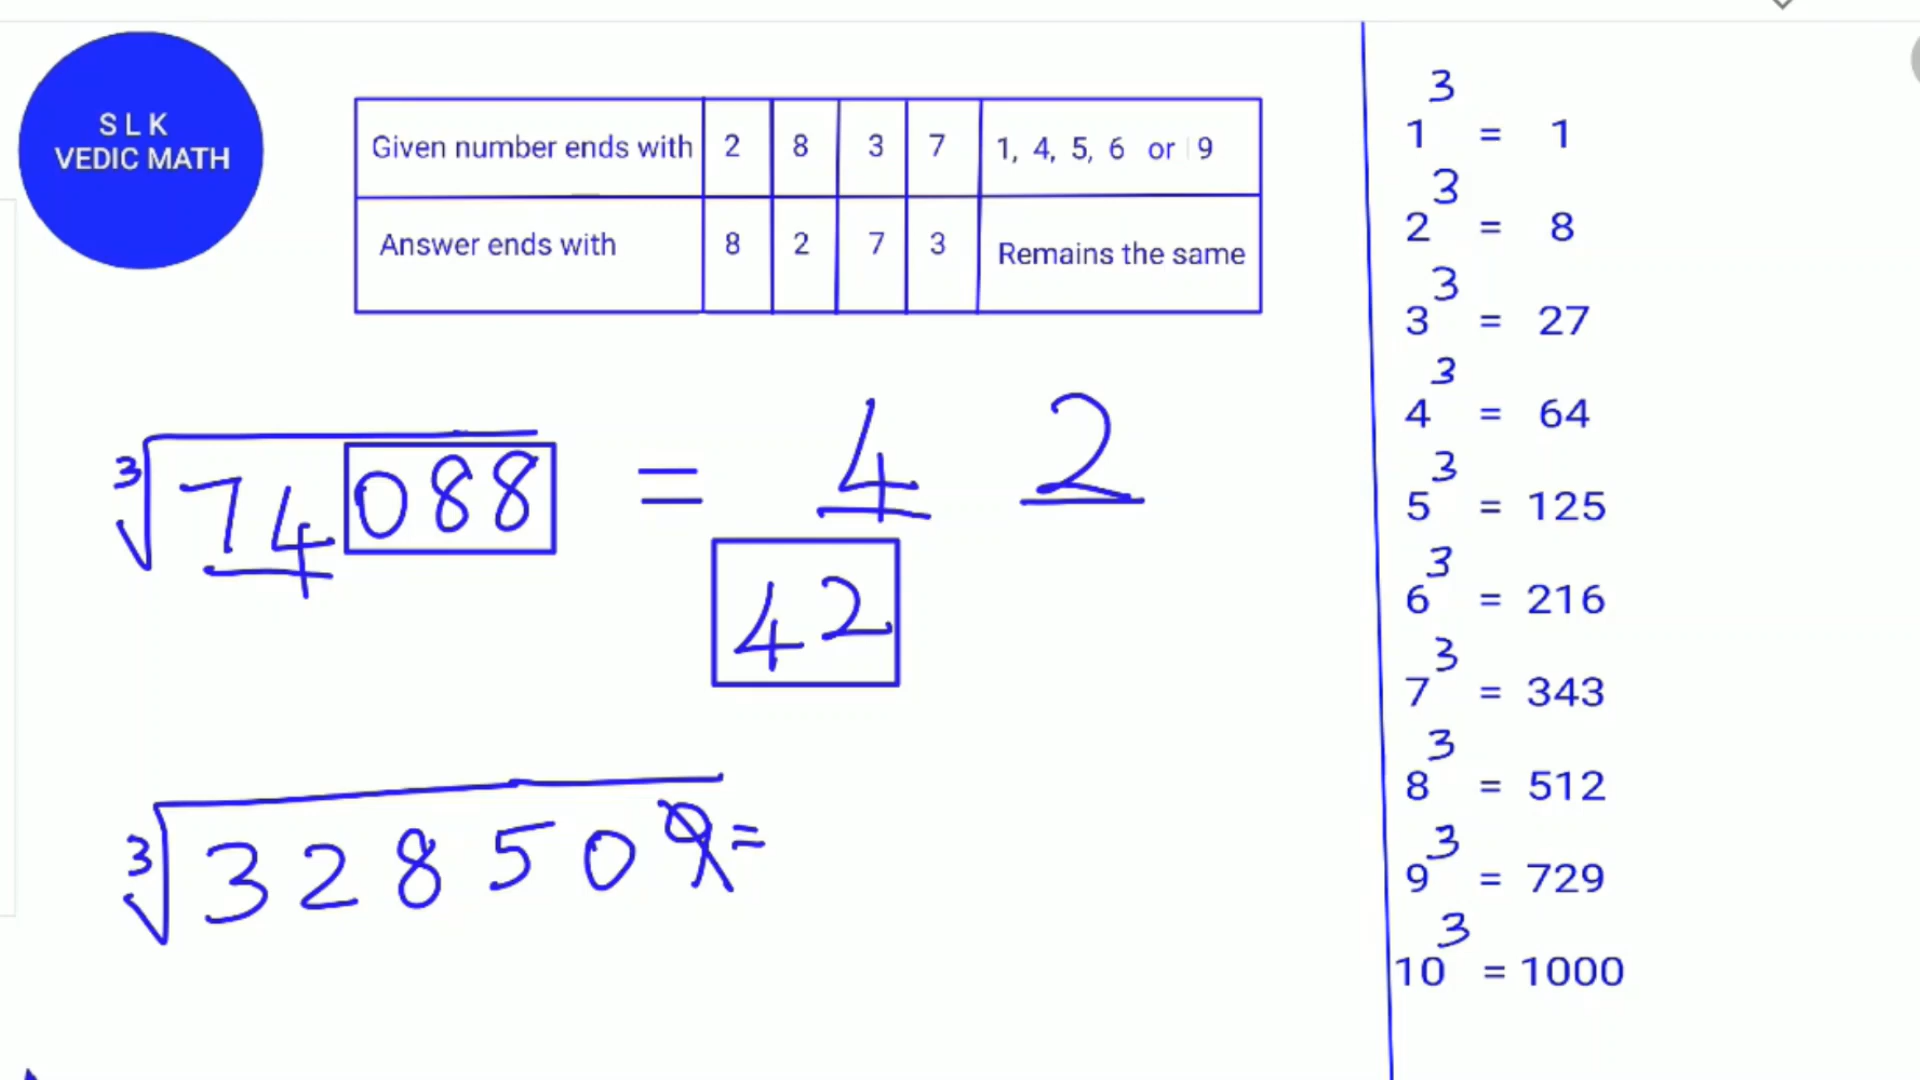 S L K
VEDIC MATH
Given number ends with 2 8 3 7 1, 4, 5, 6 or 9
Answer ends with 8 2 7 3 Remains the same
∛74088 = 4 2
42
∛328509=
1³ = 1
2³ = 8
3³ = 27
4³ = 64
5³ = 125
6³ = 216
7³ = 343
8³ = 512
9³ = 729
10³ = 1000